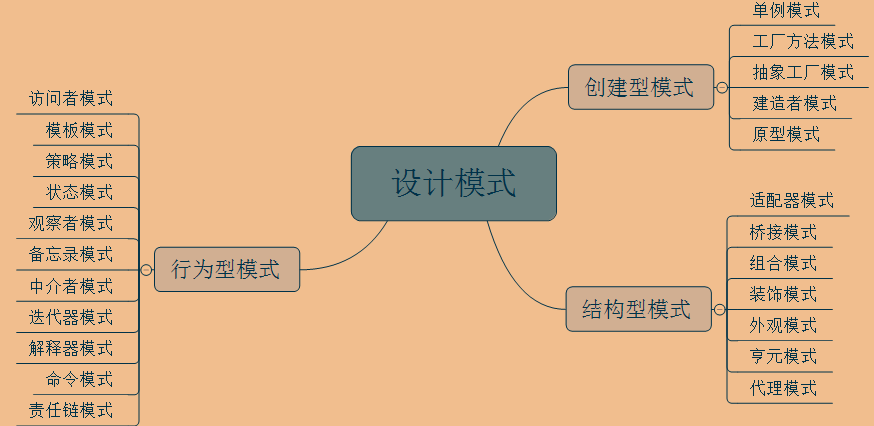 设计模式
创建型模式
单例模式
工厂方法模式
抽象工厂模式
建造者模式
原型模式
结构型模式
适配器模式
桥接模式
组合模式
装饰模式
外观模式
亨元模式
代理模式
行为型模式
访问者模式
模板模式
策略模式
状态模式
观察者模式
备忘录模式
中介者模式
迭代器模式
解释器模式
命令模式
责任链模式